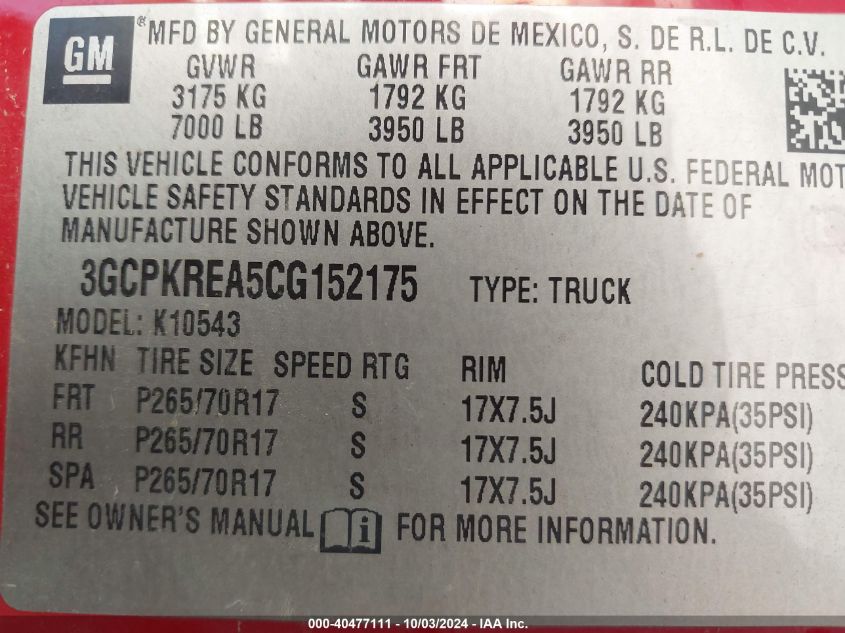 GM ® MFD BY GENERAL MOTORS DE MEXICO, S. DE R.L. DE C.V.
GVWR GAWR FRT GAWR RR
3175 KG 1792 KG 1792 KG
7000 LB 3950 LB 3950 LB
THIS VEHICLE CONFORMS TO ALL APPLICABLE U.S. FEDERAL MOT
VEHICLE SAFETY STANDARDS IN EFFECT ON THE DATE OF
MANUFACTURE SHOWN ABOVE.
3GCPKREA5CG152175 TYPE: TRUCK
MODEL: K10543
KFHN TIRE SIZE SPEED RTG RIM COLD TIRE PRESS
FRT P265/70R17 S 17X7.5J 240KPA(35PSI)
RR P265/70R17 S 17X7.5J 240KPA(35PSI)
SPA P265/70R17 S 17X7.5J 240KPA(35PSI)
SEE OWNER'S MANUAL i FOR MORE INFORMATION.
000-40477111 - 10/03/2024 - IAA Inc.